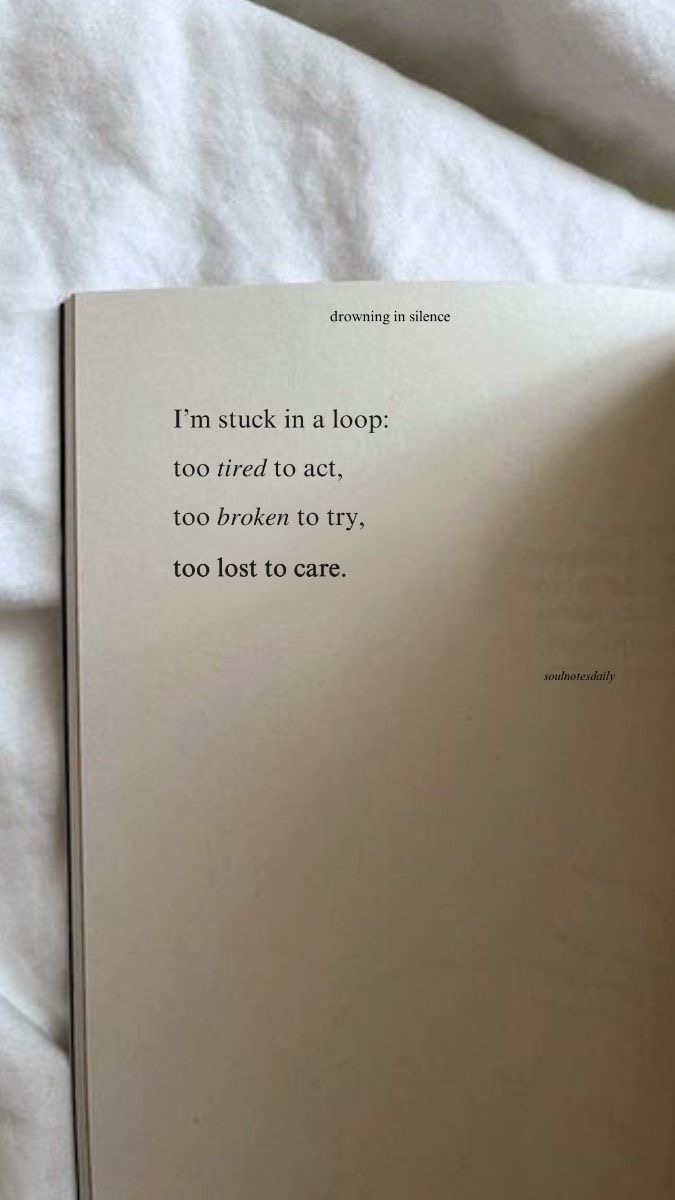 drowning in silence
I’m stuck in a loop:
too tired to act,
too broken to try,
too lost to care.
soulnotesdaily